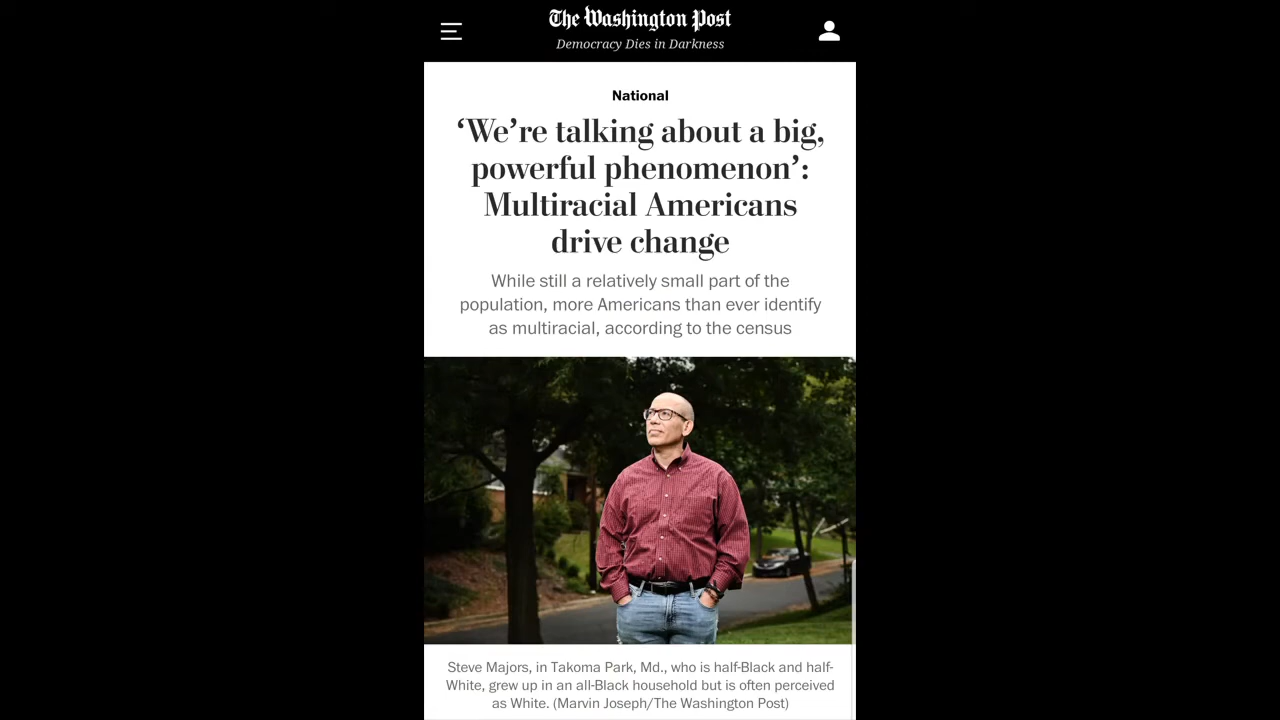 The Washington Post
Democracy Dies in Darkness
National
‘We’re talking about a big,
powerful phenomenon’:
Multiracial Americans
drive change
While still a relatively small part of the
population, more Americans than ever identify
as multiracial, according to the census
Steve Majors, in Takoma Park, Md., who is half-Black and half-
White, grew up in an all-Black household but is often perceived
as White. (Marvin Joseph/The Washington Post)